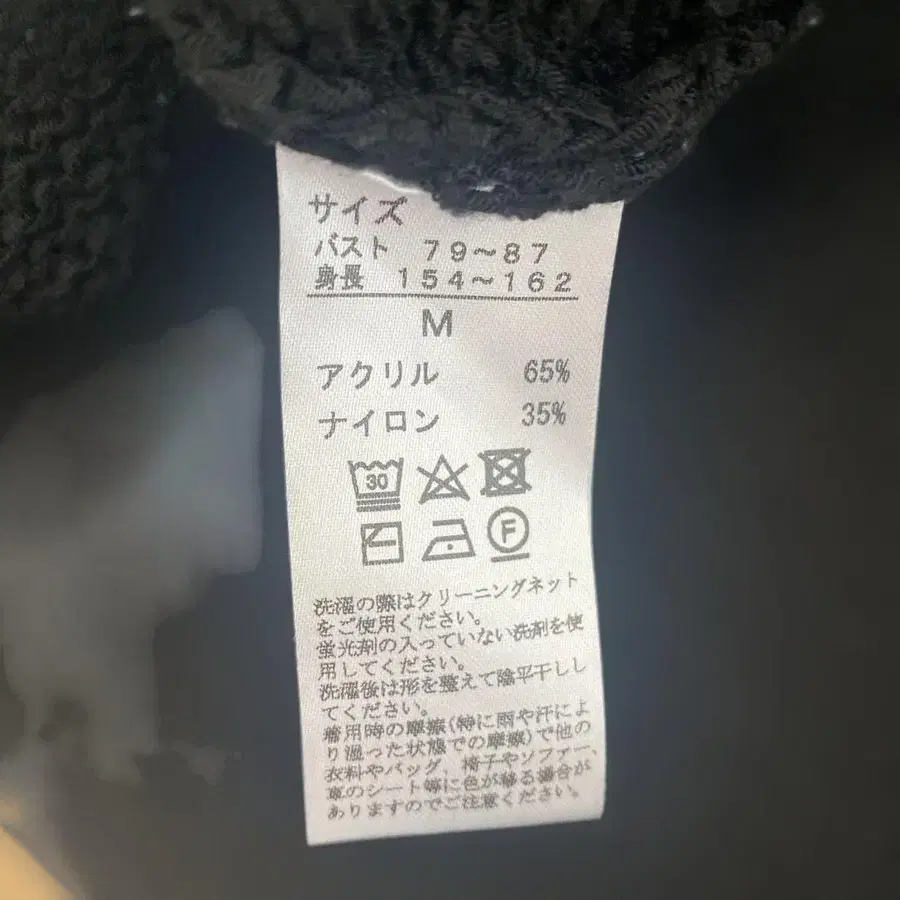 サイズ
バスト 79〜87
身長 154〜162
M
アクリル 65%
ナイロン 35%
30
F
洗濯の際はクリーニングネット
をご使用ください。
蛍光剤の入っていない洗剤を使
用してください。
洗濯後は形を整えて陰平干しし
てください。
着用時の摩擦(特に雨や汗によ
り湿った状態での摩擦)で他の
衣料やバッグ、椅子やソファー、
車のシート等に色が移る場合が
ありますのでご注意ください。